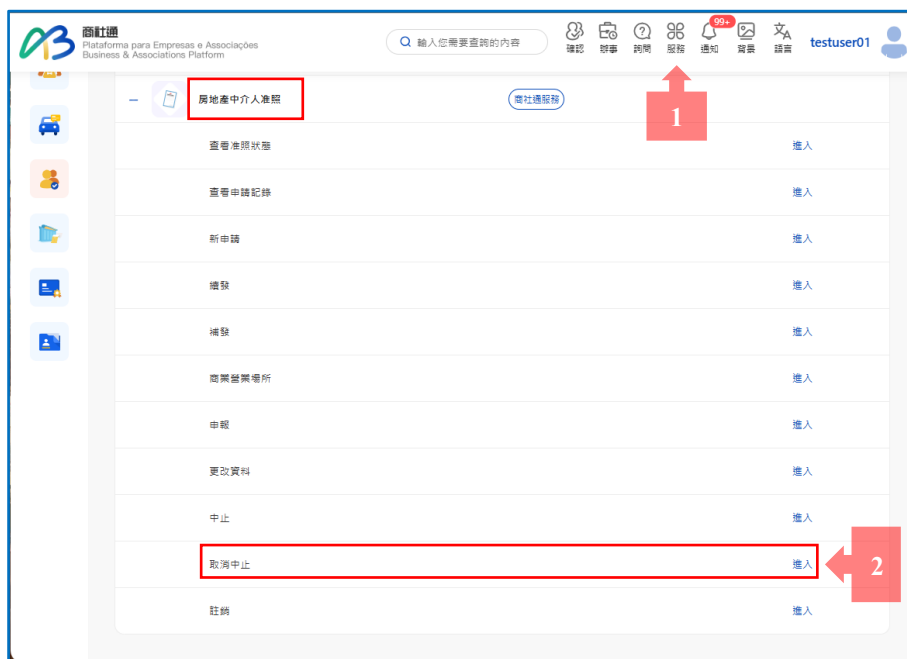 商社通
Plataforma para Empresas e Associações
Business & Associations Platform
輸入您需要查詢的內容
確認
辦事
詢問
服務
99+
通知
背景
語言
testuser01
房地產中介人准照
商社通服務
1
查看准照狀態
進入
查看申請記錄
進入
新申請
進入
續發
進入
補發
進入
商業營業場所
進入
申報
進入
更改資料
進入
中止
進入
取消中止
進入
2
註銷
進入